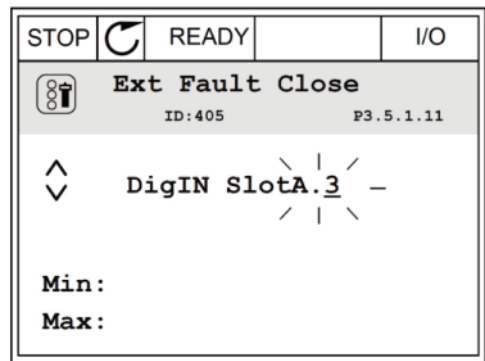 STOP READY I/O
Ext Fault Close
ID:405 P3.5.1.11
DigIN SlotA.3 _
Min:
Max: